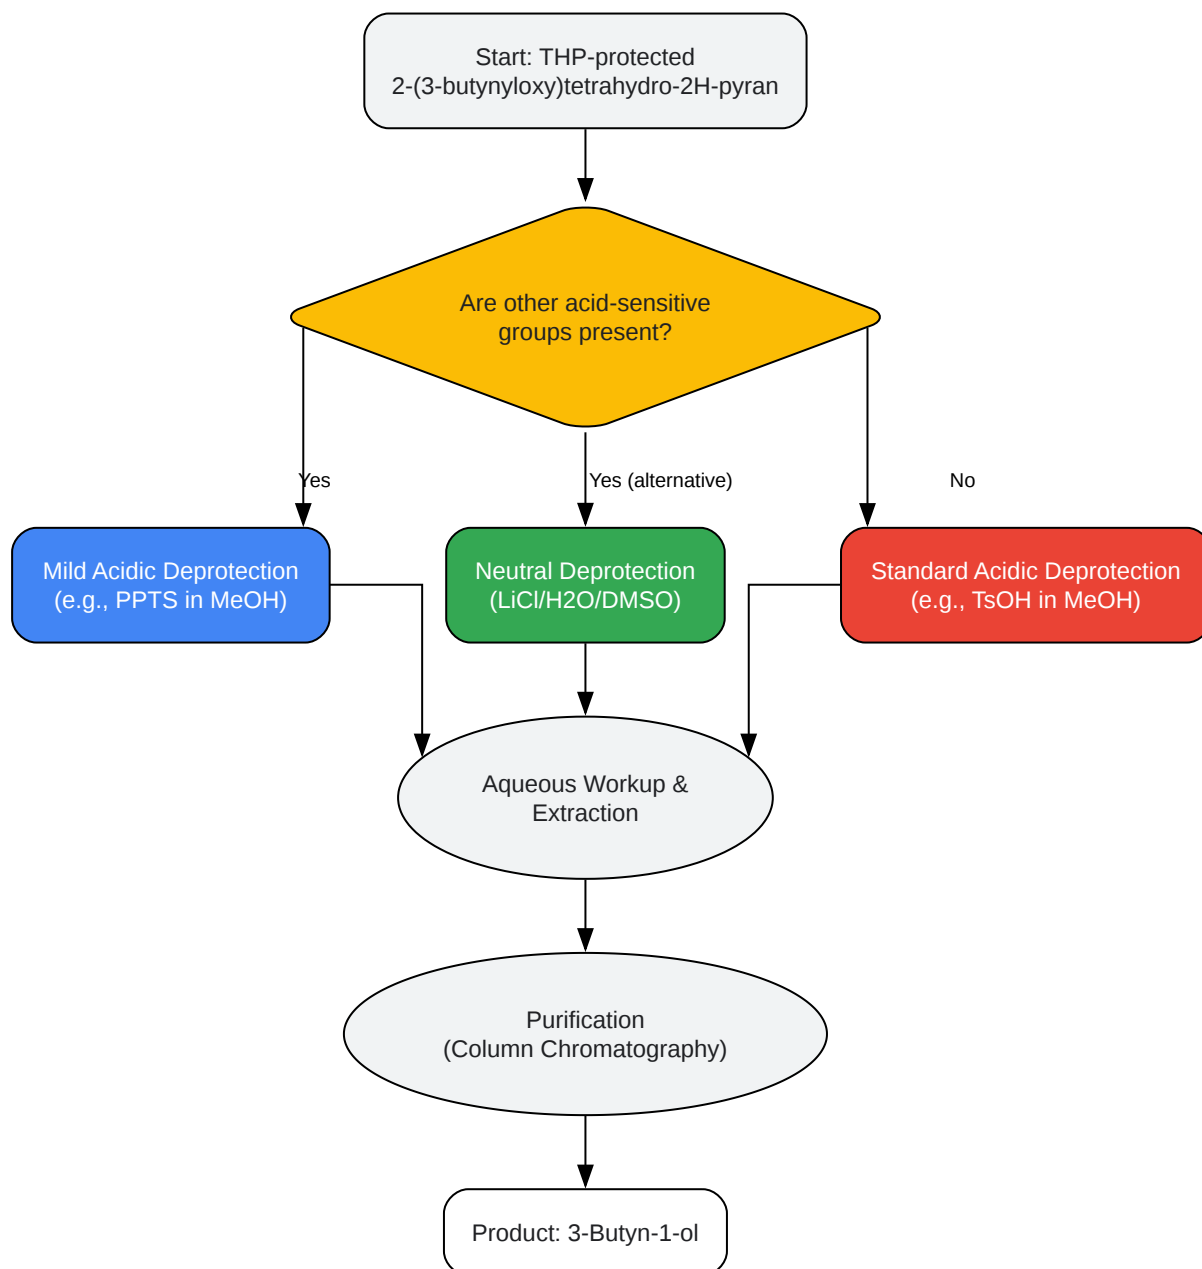 Start: THP-protected
2-(3-butynyloxy)tetrahydro-2H-pyran
Are other acid-sensitive
groups present?
Yes
Yes (alternative)
No
Mild Acidic Deprotection
(e.g., PPTS in MeOH)
Neutral Deprotection
(LiCl/H2O/DMSO)
Standard Acidic Deprotection
(e.g., TsOH in MeOH)
Aqueous Workup &
Extraction
Purification
(Column Chromatography)
Product: 3-Butyn-1-ol